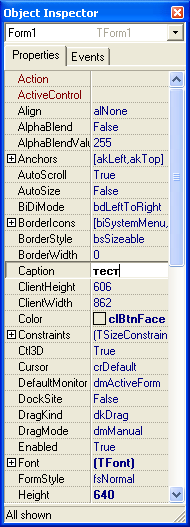 Object Inspector
Form1 TForm1
Properties Events
Action
ActiveControl
Align alNone
AlphaBlend False
AlphaBlendValu 255
Anchors [akLeft,akTop]
AutoScroll True
AutoSize False
BiDiMode bdLeftToRight
BorderIcons [biSystemMenu,
BorderStyle bsSizeable
BorderWidth 0
Caption тест
ClientHeight 606
ClientWidth 862
Color clBtnFace
Constraints (TSizeConstrain
Ctl3D True
Cursor crDefault
DefaultMonitor dmActiveForm
DockSite False
DragKind dkDrag
DragMode dmManual
Enabled True
Font (TFont)
FormStyle fsNormal
Height 640
All shown